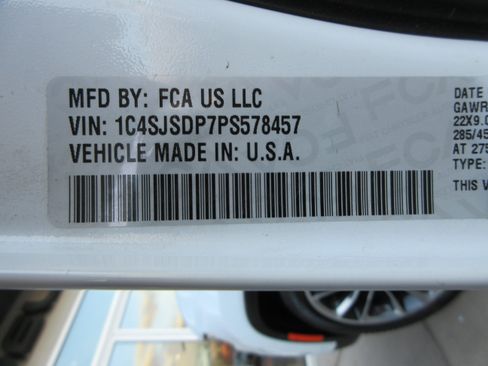 MFD BY: FCA US LLC
VIN: 1C4SJSDP7PS578457
VEHICLE MADE IN: U.S.A.
DATE
GAWR
22X9.0
285/45
AT 275
TYPE:
THIS V